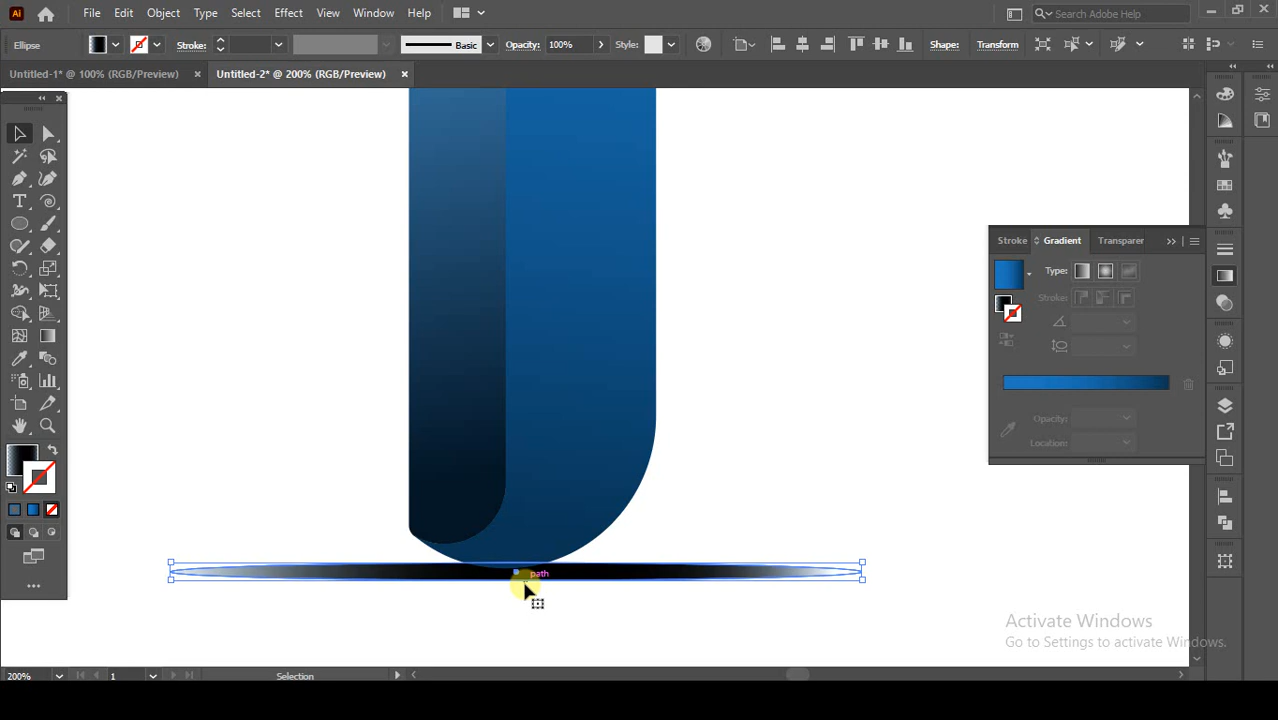 Ai
File Edit Object Type Select Effect View Window Help
Search Adobe Help
Ellipse
Stroke:
Basic
Opacity: 100%
Style:
Shape:
Transform
Untitled-1* @ 100% (RGB/Preview)
Untitled-2* @ 200% (RGB/Preview)
Stroke Gradient Transparer
Type:
Stroke:
Opacity:
Location:
path
Activate Windows
Go to Settings to activate Windows.
200%
1
Selection